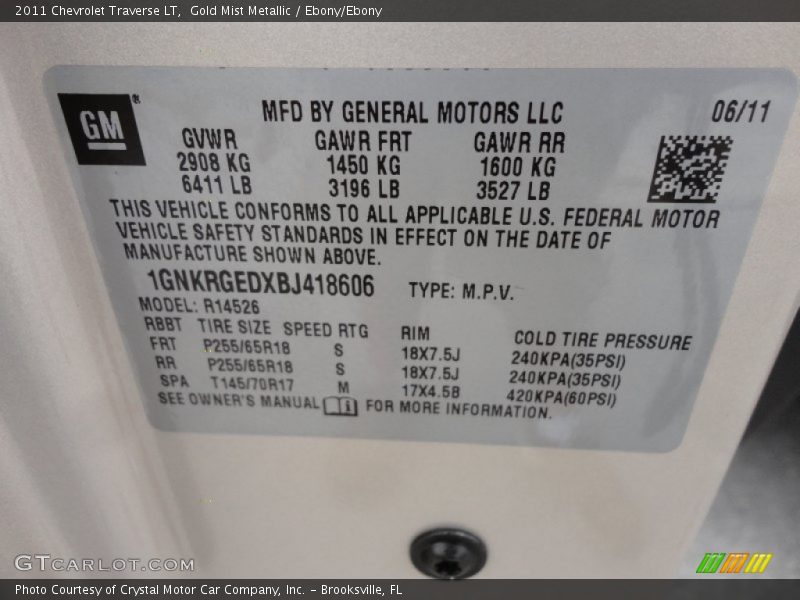 2011 Chevrolet Traverse LT, Gold Mist Metallic / Ebony/Ebony
GM
®
MFD BY GENERAL MOTORS LLC 06/11
GVWR GAWR FRT GAWR RR
2908 KG 1450 KG 1600 KG
6411 LB 3196 LB 3527 LB
THIS VEHICLE CONFORMS TO ALL APPLICABLE U.S. FEDERAL MOTOR
VEHICLE SAFETY STANDARDS IN EFFECT ON THE DATE OF
MANUFACTURE SHOWN ABOVE.
1GNKRGEDXBJ418606 TYPE: M.P.V.
MODEL: R14526
RBBT TIRE SIZE SPEED RTG RIM COLD TIRE PRESSURE
FRT P255/65R18 S 18X7.5J 240KPA(35PSI)
RR P255/65R18 S 18X7.5J 240KPA(35PSI)
SPA T145/70R17 M 17X4.5B 420KPA(60PSI)
SEE OWNER'S MANUAL FOR MORE INFORMATION.
GTCARLOT.COM
Photo Courtesy of Crystal Motor Car Company, Inc. – Brooksville, FL